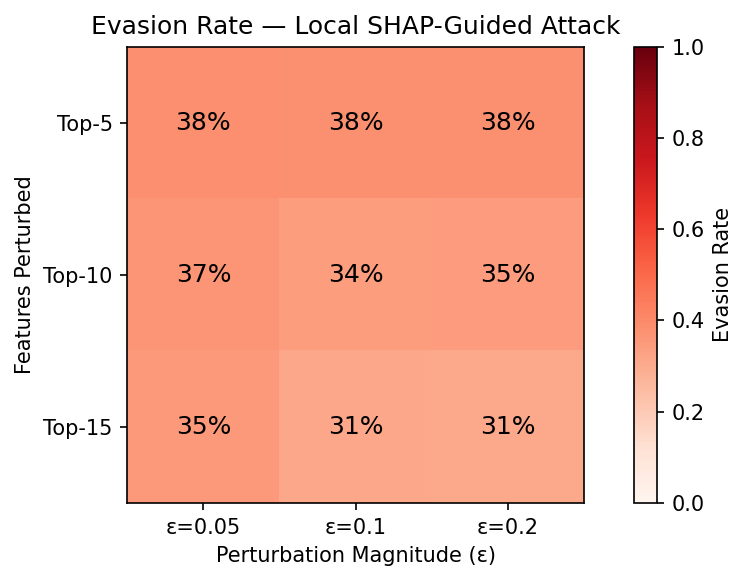 Evasion Rate — Local SHAP-Guided Attack
Features Perturbed
Top-5
38%
38%
38%
Top-10
37%
34%
35%
Top-15
35%
31%
31%
ε=0.05
ε=0.1
ε=0.2
Perturbation Magnitude (ε)
1.0
0.8
0.6
0.4
0.2
0.0
Evasion Rate